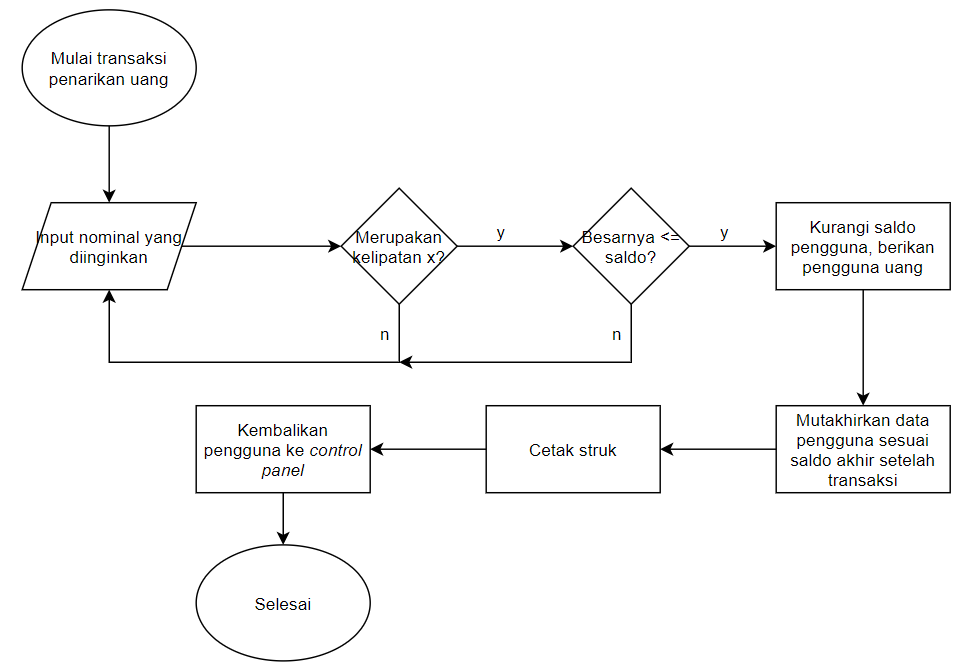 Mulai transaksi
penarikan uang
Input nominal yang
diinginkan
Merupakan
kelipatan x?
y
n
Besarnya <=
saldo?
y
n
Kurangi saldo
pengguna, berikan
pengguna uang
Mutakhirkan data
pengguna sesuai
saldo akhir setelah
transaksi
Cetak struk
Kembalikan
pengguna ke control
panel
Selesai